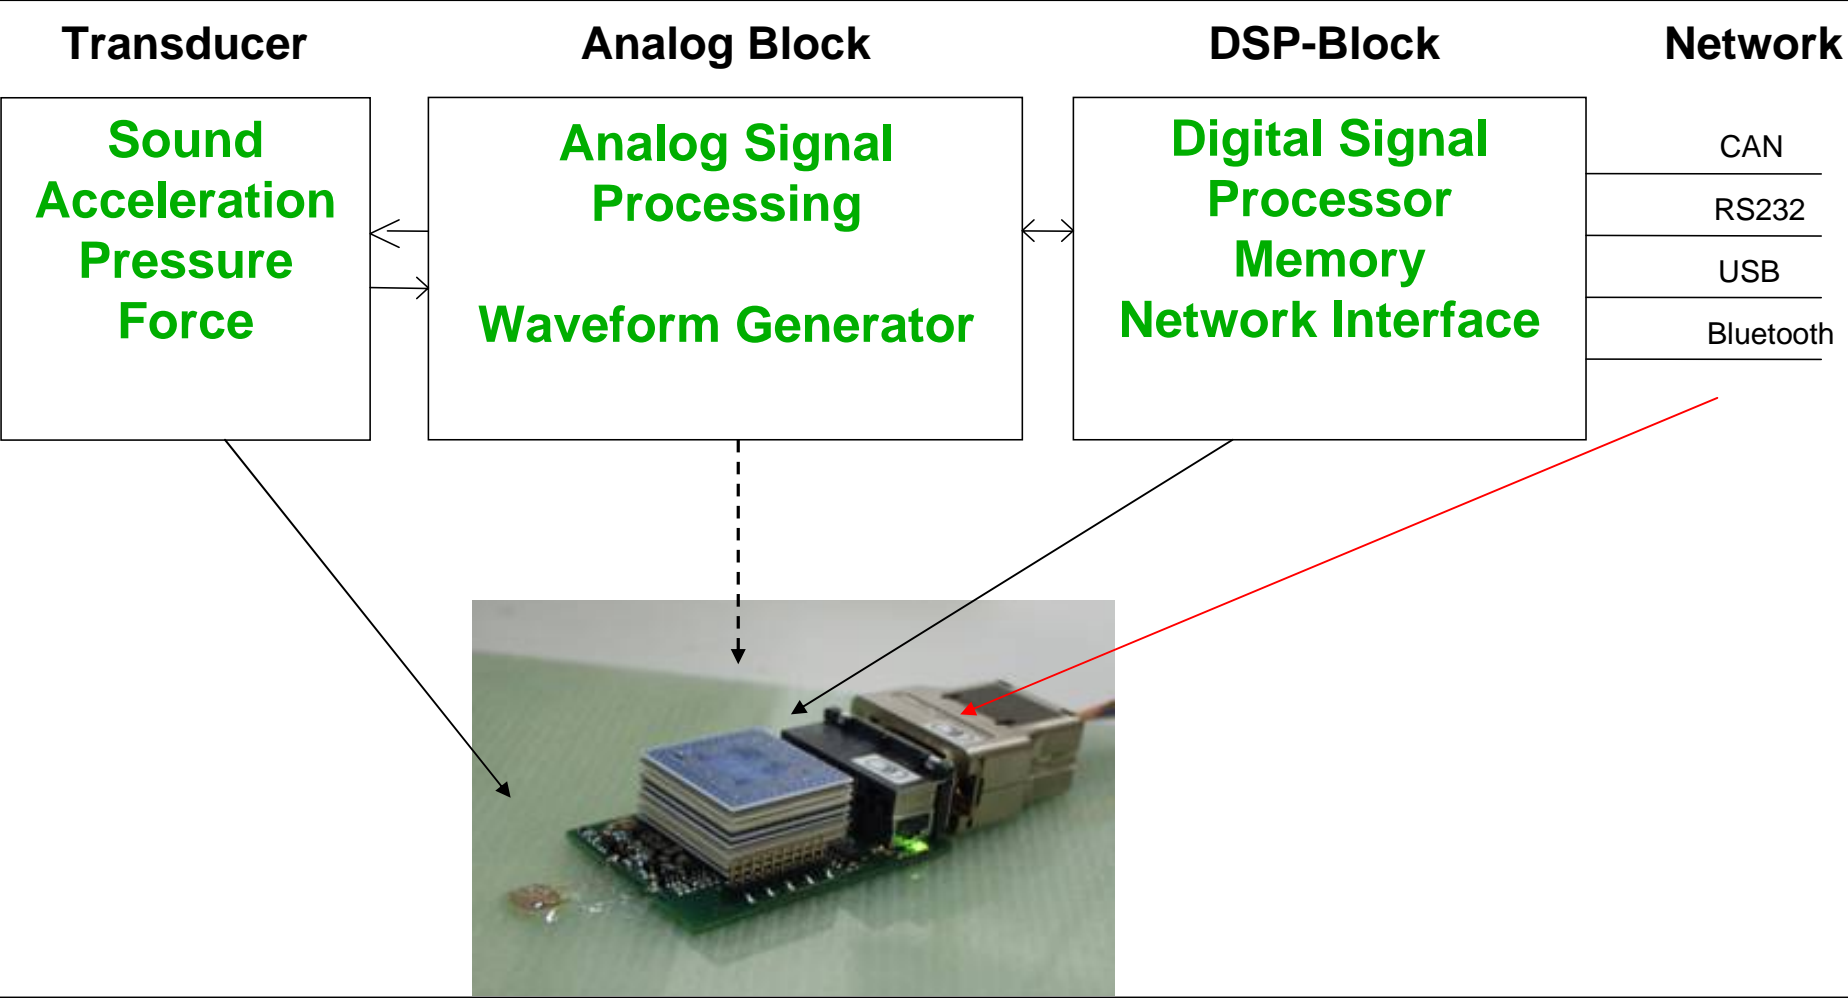 Transducer
Analog Block
DSP-Block
Network
Sound
Acceleration
Pressure
Force
Analog Signal
Processing
Waveform Generator
Digital Signal
Processor
Memory
Network Interface
CAN
RS232
USB
Bluetooth